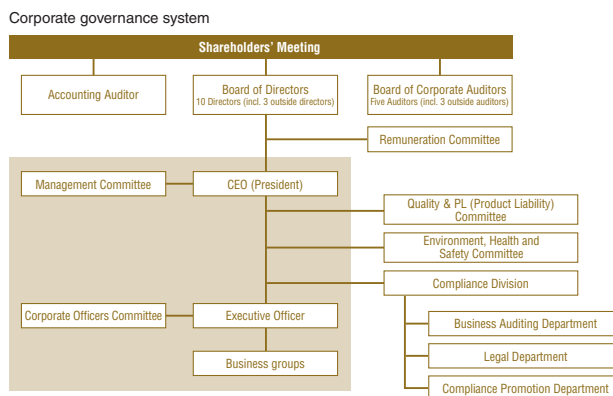 Corporate governance system
Shareholders' Meeting
Accounting Auditor
Board of Directors
10 Directors (incl. 3 outside directors)
Board of Corporate Auditors
Five Auditors (incl. 3 outside auditors)
Remuneration Committee
Management Committee
CEO (President)
Quality & PL (Product Liability)
Committee
Environment, Health and
Safety Committee
Compliance Division
Corporate Officers Committee
Executive Officer
Business Auditing Department
Business groups
Legal Department
Compliance Promotion Department